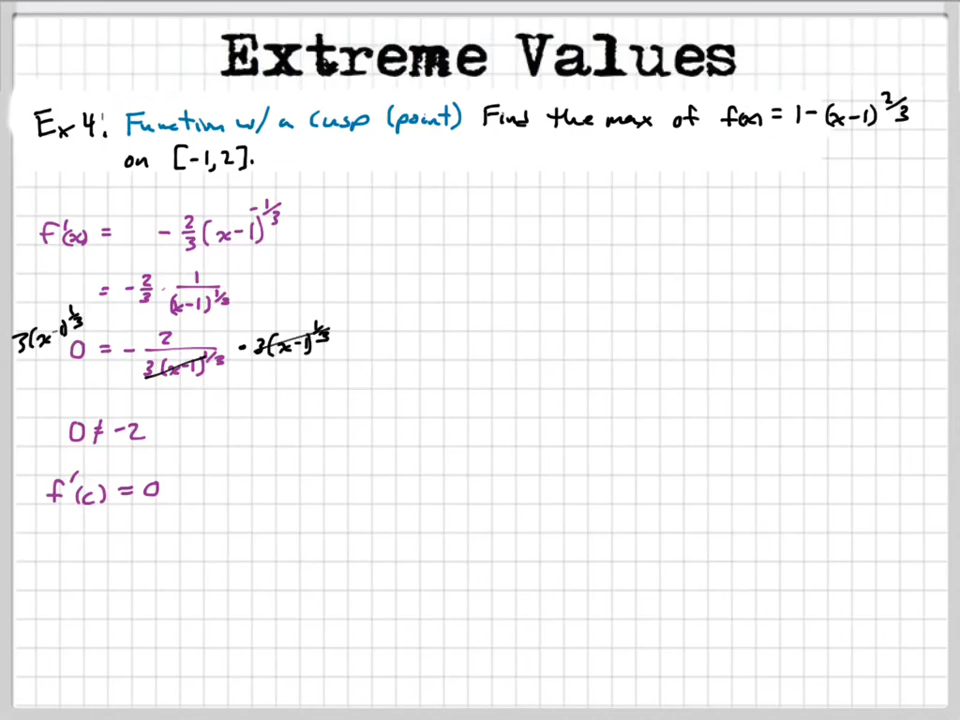 Extreme Values
Ex 4: Function w/ a cusp (point) Find the max of f(x) = 1 - (x-1)^2/3
on [-1, 2].
f'(x) = - 2/3 (x-1)^-1/3
= - 2/3 · 1/(x-1)^1/3
3(x-1)^1/3 0 = - 2/3(x-1)^1/3 · 3(x-1)^1/3
0 ≠ -2
f'(c) = 0